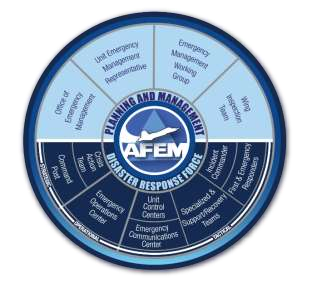 Office of
Emergency
Management
Unit Emergency
Management
Representative
Emergency
Management
Working
Group
Wing
Inspection
Team
PLANNING AND MANAGEMENT
AFEM
DISASTER RESPONSE FORCE
Command
Post
Crisis
Action
Team
Emergency
Operations
Center
Unit
Control
Centers
Emergency
Communications
Center
Specialized &
Support/Recovery
Teams
Incident
Commander
First & Emergency
Responders
STRATEGIC
OPERATIONAL
TACTICAL